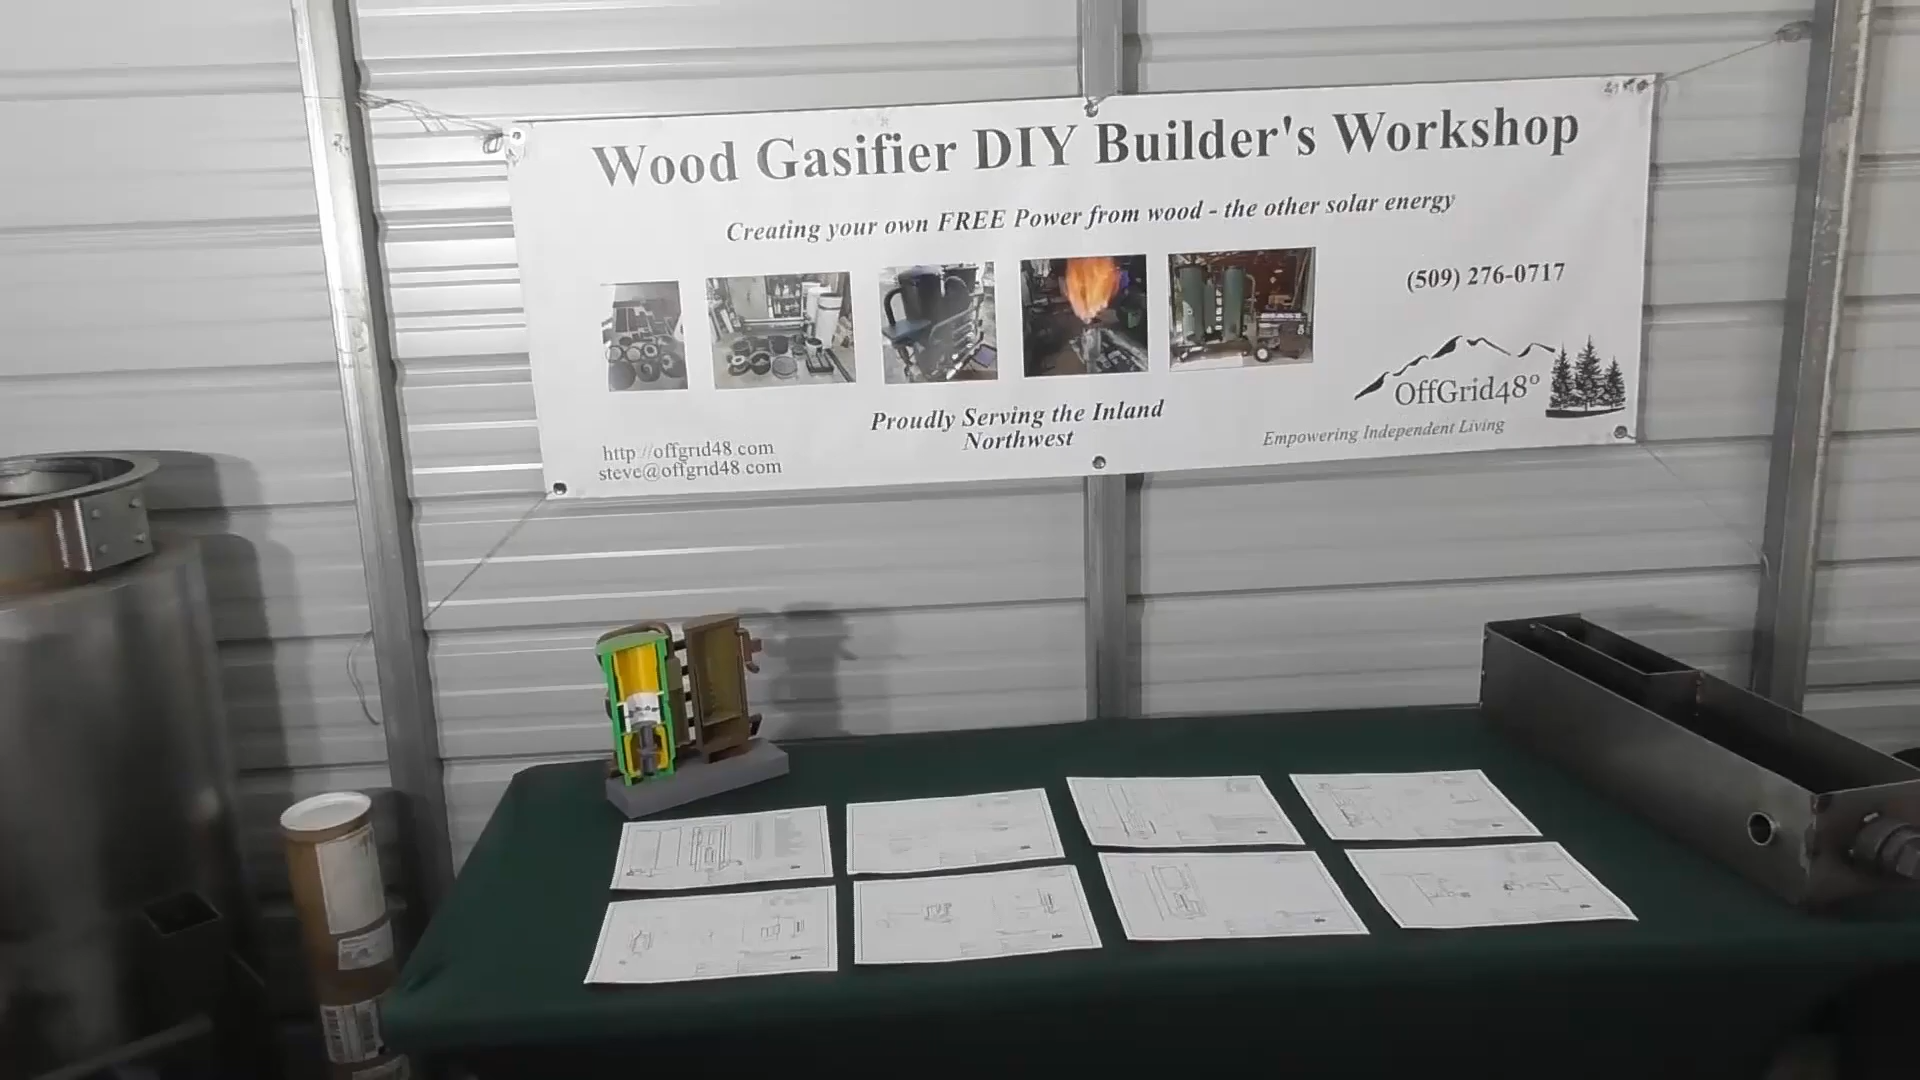 Wood Gasifier DIY Builder's Workshop
Creating your own FREE Power from wood - the other solar energy
(509) 276-0717
OffGrid48°
Proudly Serving the Inland
Northwest
Empowering Independent Living
http://offgrid48.com
steve@offgrid48.com